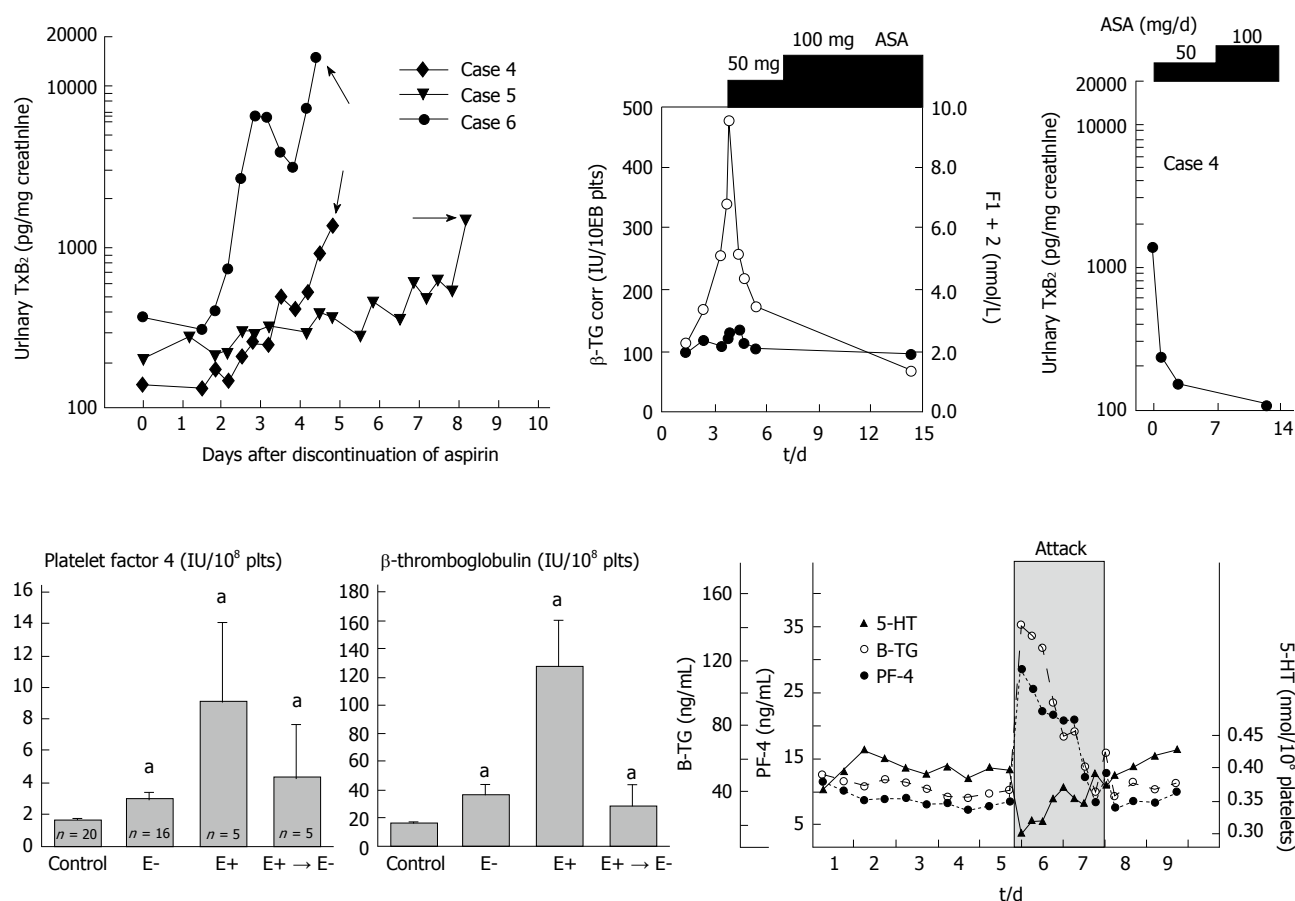 20000
10000
1000
100
UrInary TxB₂ (pg/mg creatInIne)
Case 4
Case 5
Case 6
0 1 2 3 4 5 6 7 8 9 10
Days after discontinuation of aspirin
100 mg ASA
50 mg
500
400
300
200
100
0
β-TG corr (IU/10EB plts)
10.0
8.0
6.0
4.0
2.0
0.0
F1 + 2 (nmol/L)
0 3 6 9 12 15
t/d
ASA (mg/d)
50 100
20000
10000
1000
100
UrInary TxB₂ (pg/mg creatInIne)
Case 4
0 7 14
Platelet factor 4 (IU/10⁸ plts)
16
14
12
10
8
6
4
2
0
a
a
a
n = 20 n = 16 n = 5 n = 5
Control E- E+ E+ → E-
β-thromboglobulin (IU/10⁸ plts)
180
160
140
120
100
80
60
40
20
0
a
a
a
Control E- E+ E+ → E-
Attack
160
120
80
40
B-TG (ng/mL)
35
25
15
5
PF-4 (ng/mL)
5-HT
B-TG
PF-4
0.45
0.40
0.35
0.30
5-HT (nmol/10° platelets)
1 2 3 4 5 6 7 8 9
t/d